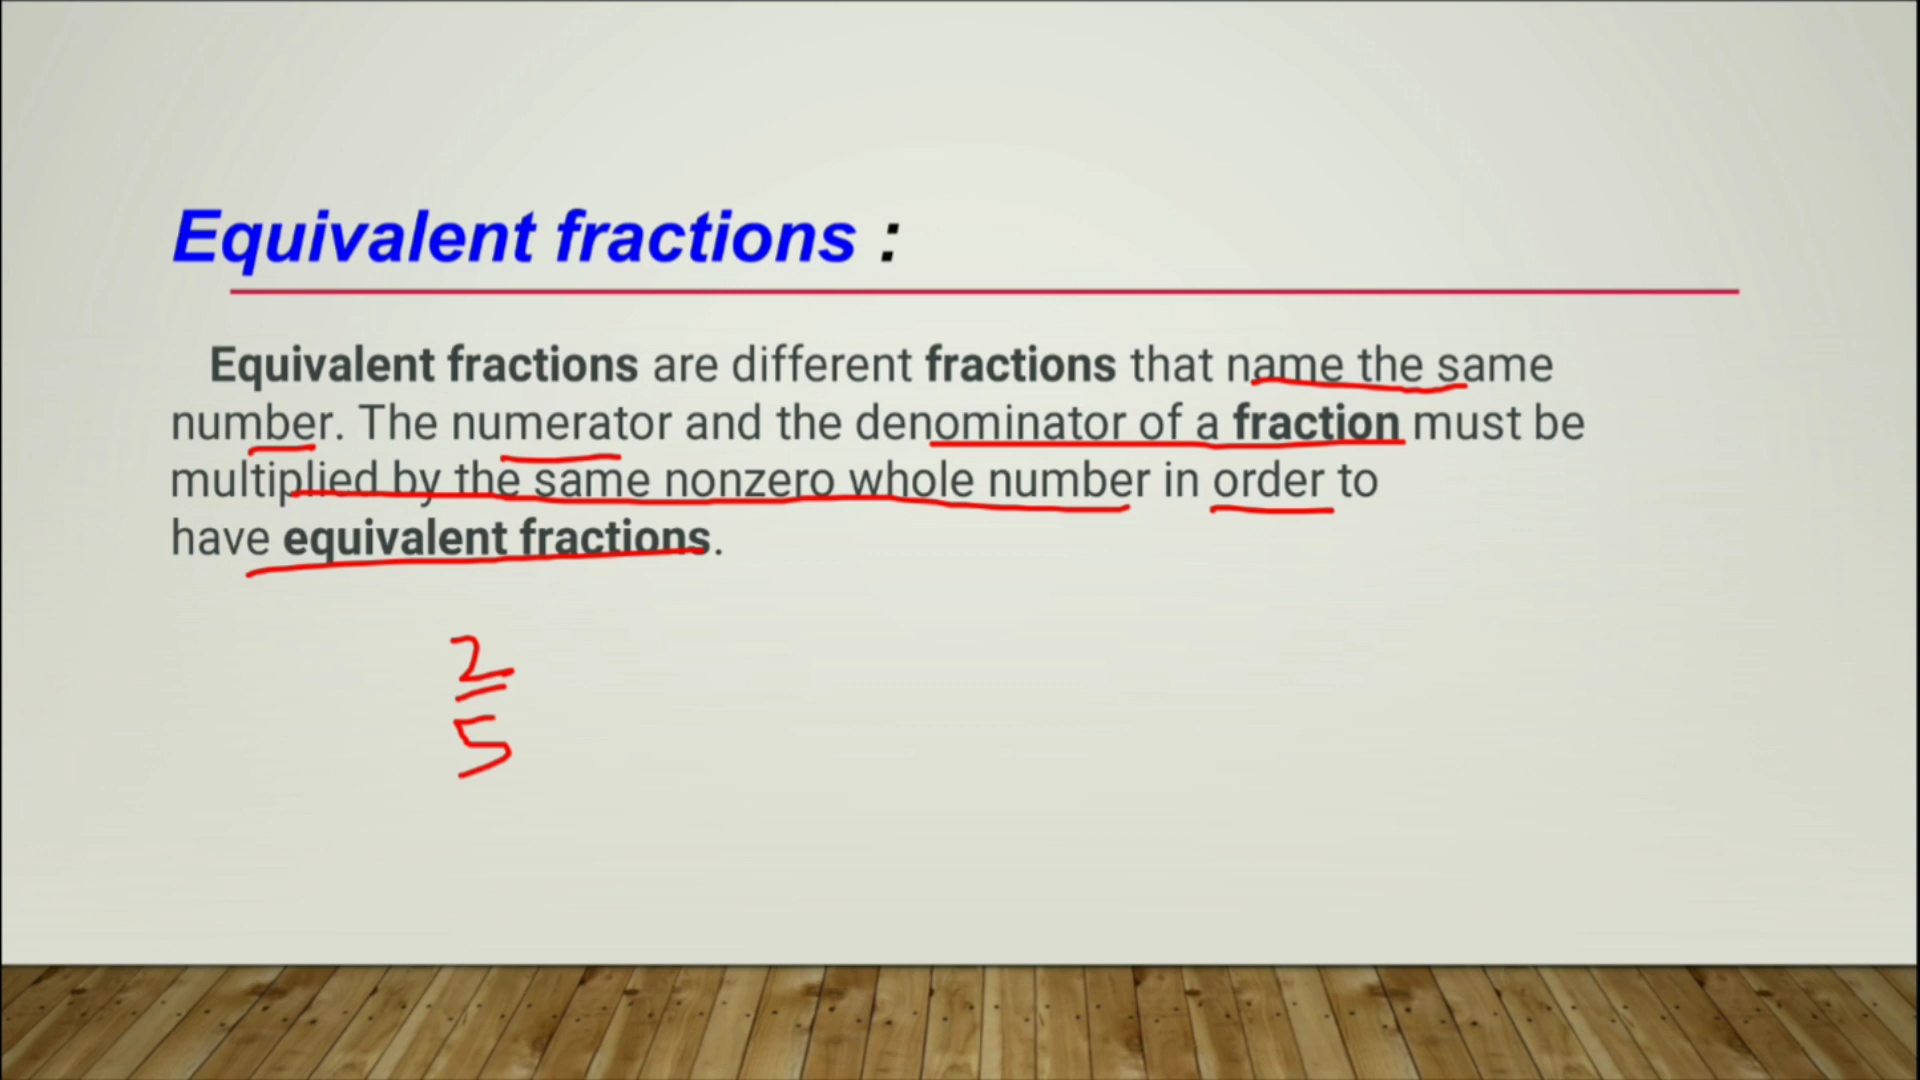 Equivalent fractions :
Equivalent fractions are different fractions that name the same
number. The numerator and the denominator of a fraction must be
multiplied by the same nonzero whole number in order to
have equivalent fractions.
2
5